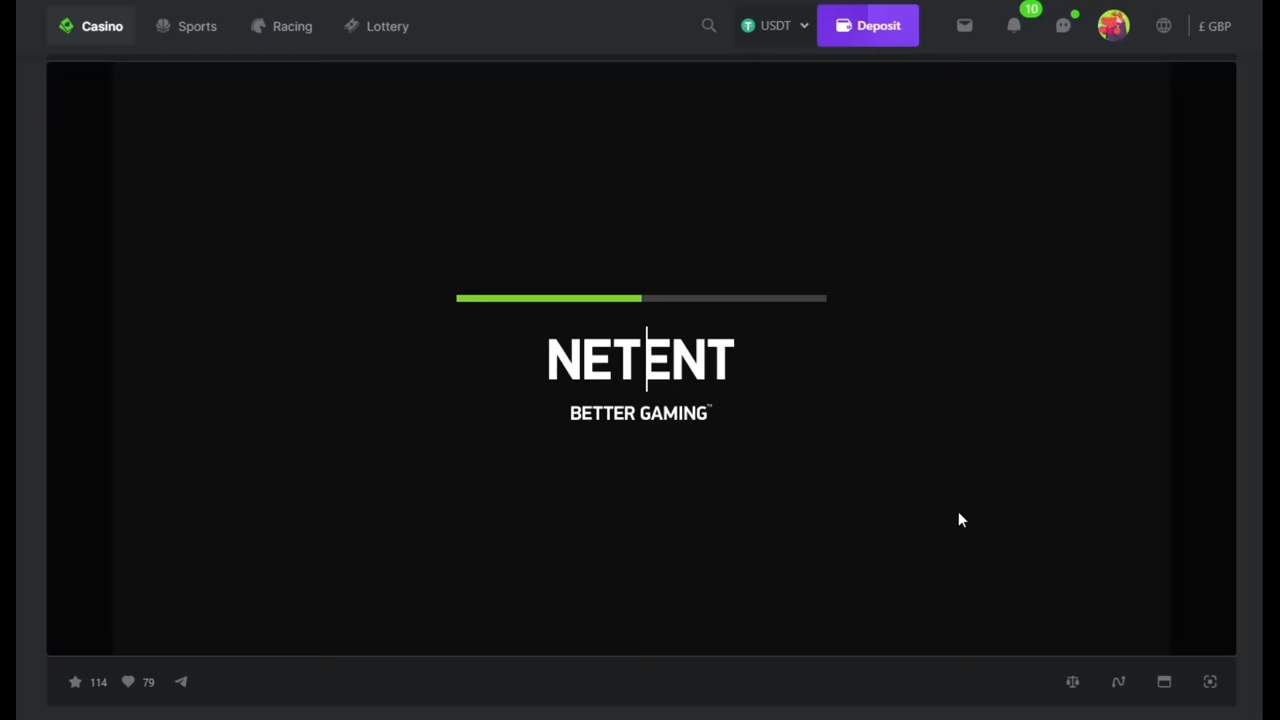 Casino Sports Racing Lottery USDT Deposit 10 £ GBP
NETENT
BETTER GAMING™
114 79